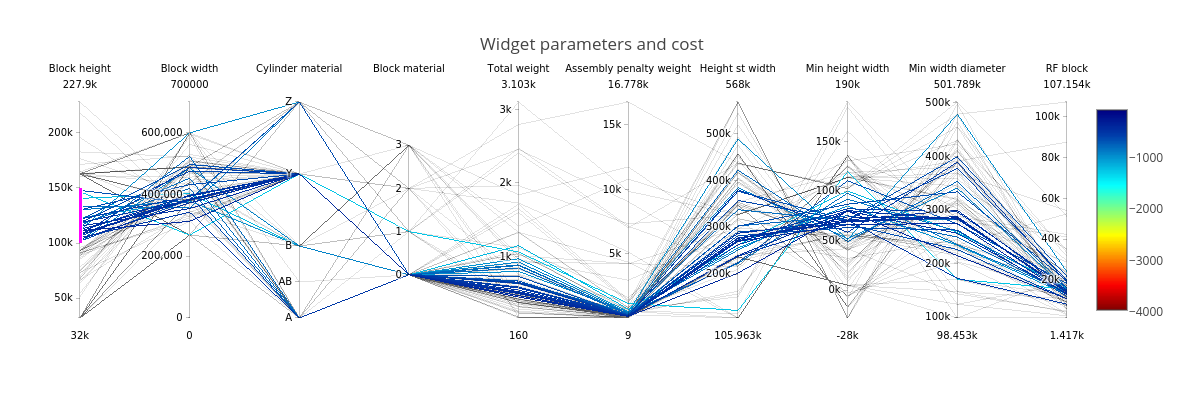 Widget parameters and cost
Block height Block width Cylinder material Block material Total weight Assembly penalty weight Height st width Min height width Min width diameter RF block
227.9k 700000 3.103k 16.778k 568k 190k 501.789k 107.154k
200k 150k 100k 50k
600,000 400,000 200,000 0
Z Y B AB A
3 2 1 0
3k 2k 1k
15k 10k 5k
500k 400k 300k 200k
150k 100k 50k 0k
500k 400k 300k 200k 100k
100k 80k 60k 40k 20k
−1000 −2000 −3000 −4000
32k 0 160 9 105.963k -28k 98.453k 1.417k